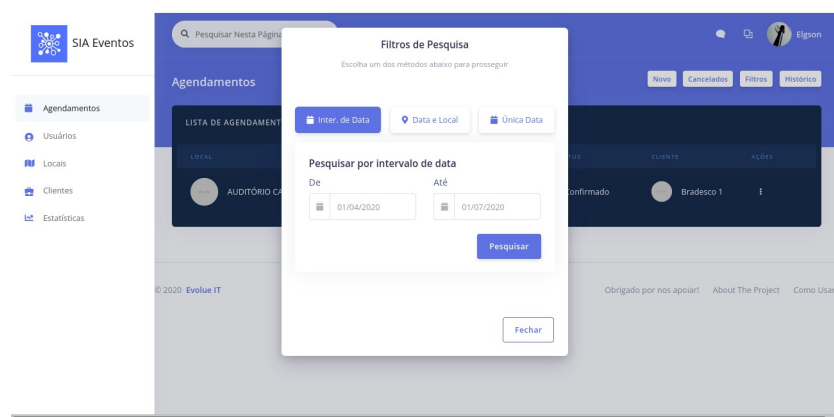 SIA Eventos
Pesquisar Nesta Página
Elgson
Agendamentos
Novo
Cancelados
Filtros
Histórico
Agendamentos
Usuários
Locais
Clientes
Estatísticas
LISTA DE AGENDAMENT
LOCAL
CLIENTE
AÇÕES
AUDITÓRIO CA
Confirmado
Bradesco 1
Filtros de Pesquisa
Escolha um dos métodos abaixo para prosseguir
Inter. de Data
Data e Local
Única Data
Pesquisar por intervalo de data
De
Até
01/04/2020
01/07/2020
Pesquisar
Fechar
© 2020 Evolue IT
Obrigado por nos apoiar!
About The Project
Como Usar